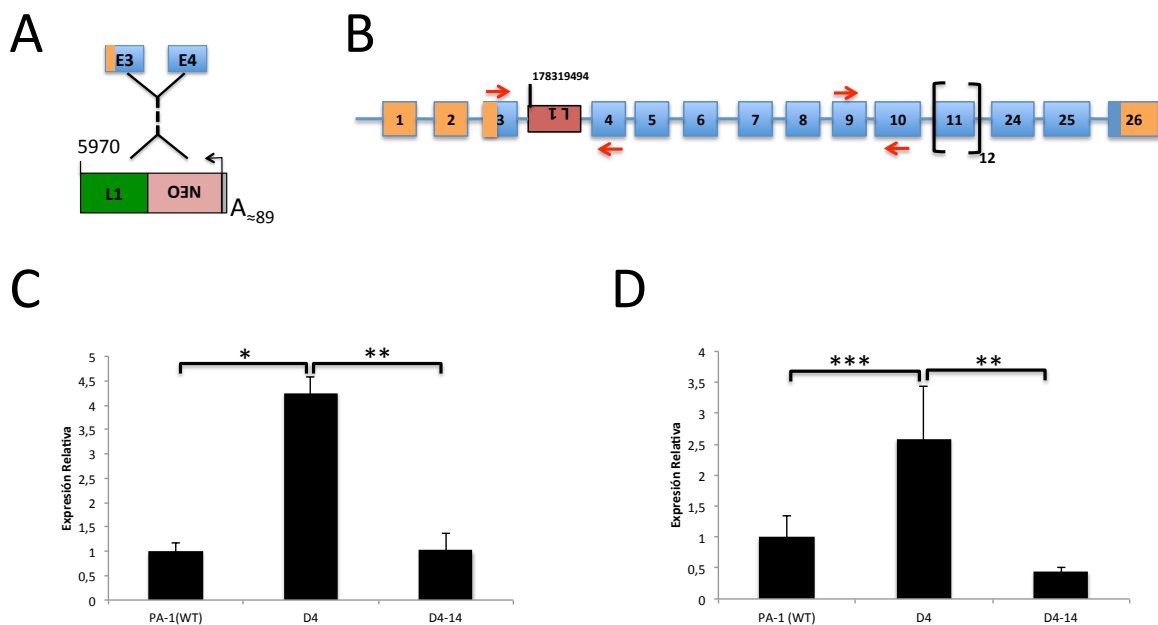 A
E3 E4
5970
L1 NEO
A≈89
B
178319494
1 2 3 L1 4 5 6 7 8 9 10 11 24 25 26
12
C
* **
5
4,5
4
3,5
3
2,5
2
1,5
1
0,5
0
Expresión Relativa
PA-1(WT) D4 D4-14
D
*** **
4
3,5
3
2,5
2
1,5
1
0,5
0
Expresión Relativa
PA-1 (WT) D4 D4-14